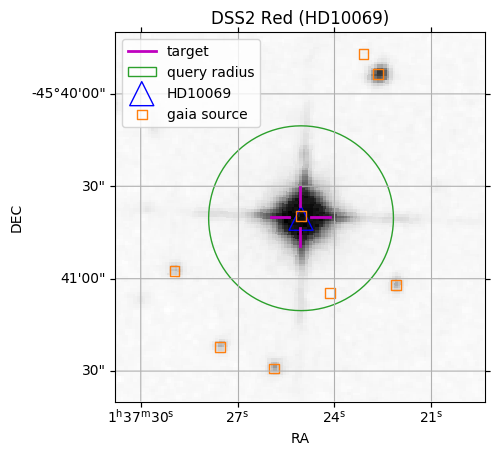 DSS2 Red (HD10069)
target
query radius
HD10069
gaia source
-45°40'00"
30"
41'00"
30"
DEC
1ʰ37ᵐ30ˢ 27ˢ 24ˢ 21ˢ
RA